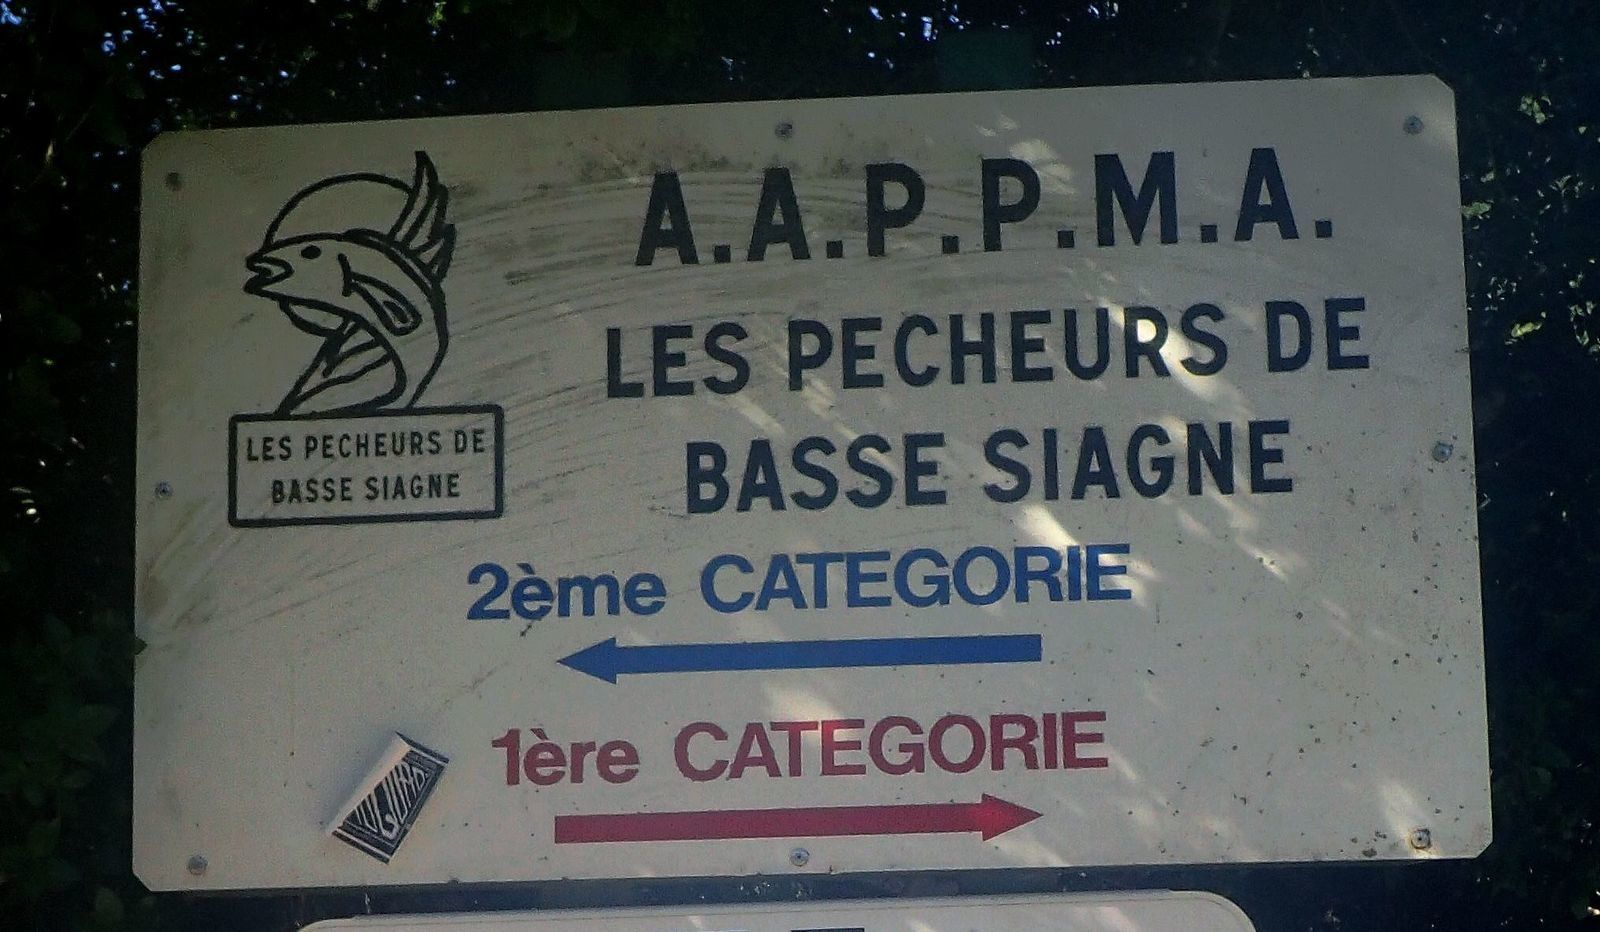 A.A.P.P.M.A.
LES PECHEURS DE
BASSE SIAGNE
LES PECHEURS DE
BASSE SIAGNE
2ème CATEGORIE
1ère CATEGORIE